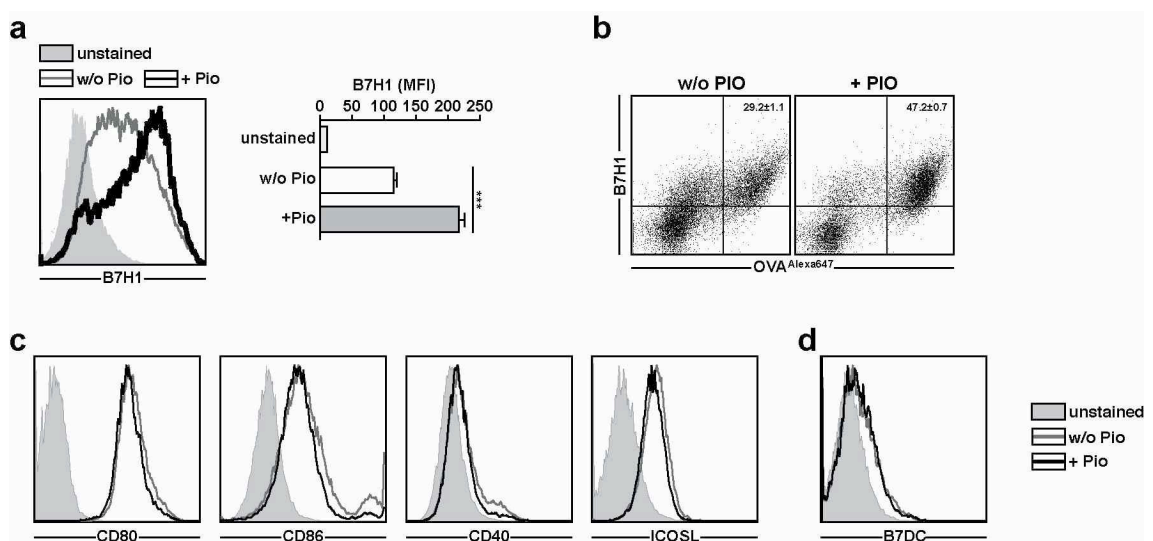 a
unstained
w/o Pio + Pio
B7H1
B7H1 (MFI)
0 50 100 150 200 250
unstained
w/o Pio
+Pio
***
b
w/o PIO + PIO
29.2±1.1 47.2±0.7
B7H1
OVA Alexa647
c
CD80 CD86 CD40 ICOSL
d
B7DC
unstained
w/o Pio
+ Pio